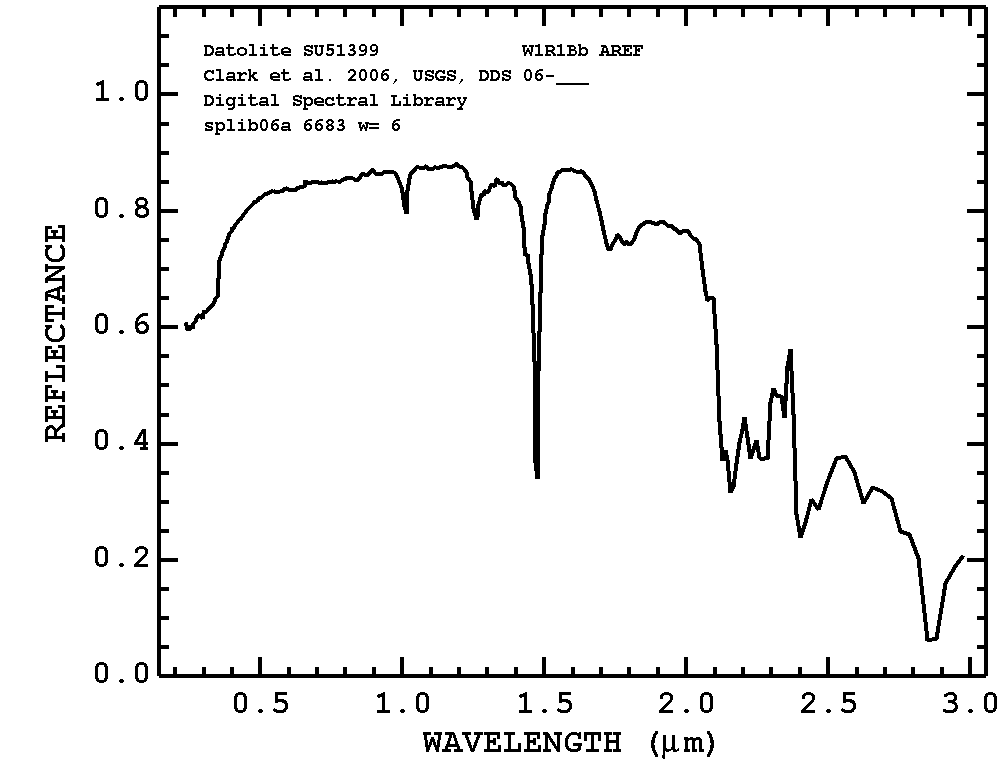 Datolite SU51399 W1R1Bb AREF
Clark et al. 2006, USGS, DDS 06-___
Digital Spectral Library
splib06a 6683 w= 6
1.0
0.8
0.6
0.4
0.2
0.0
REFLECTANCE
0.5 1.0 1.5 2.0 2.5 3.0
WAVELENGTH (μm)